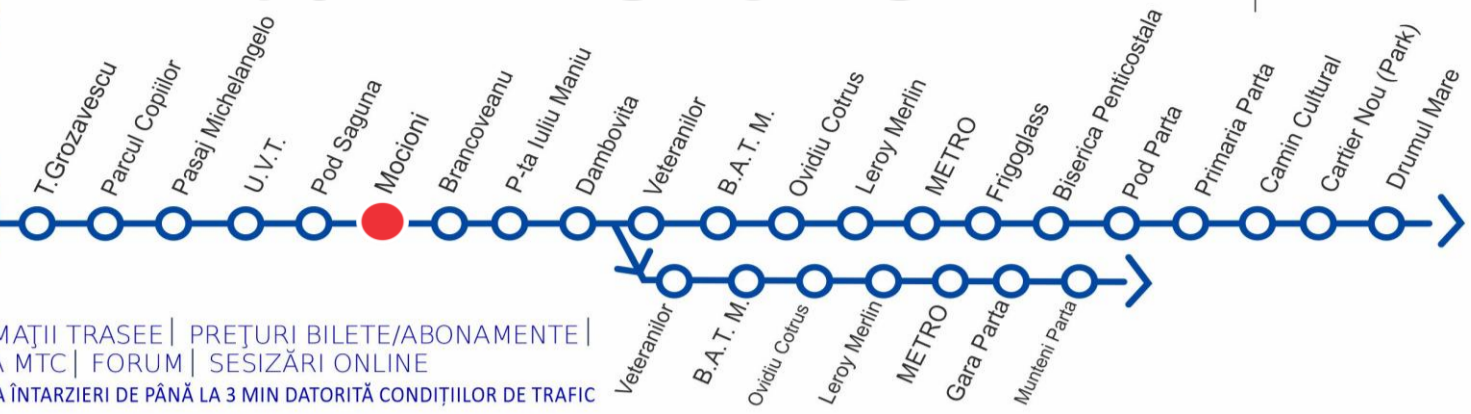 T.Grozavescu
Parcul Copiilor
Pasaj Michelangelo
U.V.T.
Pod Saguna
Mocioni
Brancoveanu
P-ta Iuliu Maniu
Dambovita
Veteranilor
B.A.T. M.
Ovidiu Cotrus
Leroy Merlin
METRO
Frigoglass
Biserica Penticostala
Pod Parta
Primaria Parta
Camin Cultural
Cartier Nou (Park)
Drumul Mare
Veteranilor
B.A.T. M.
Ovidiu Cotrus
Leroy Merlin
METRO
Gara Parta
Munteni Parta
MAŢII TRASEE| PREŢURI BILETE/ABONAMENTE|
A MTC| FORUM| SESIZĂRI ONLINE
A ÎNTARZIERI DE PÂNĂ LA 3 MIN DATORITĂ CONDIȚIILOR DE TRAFIC